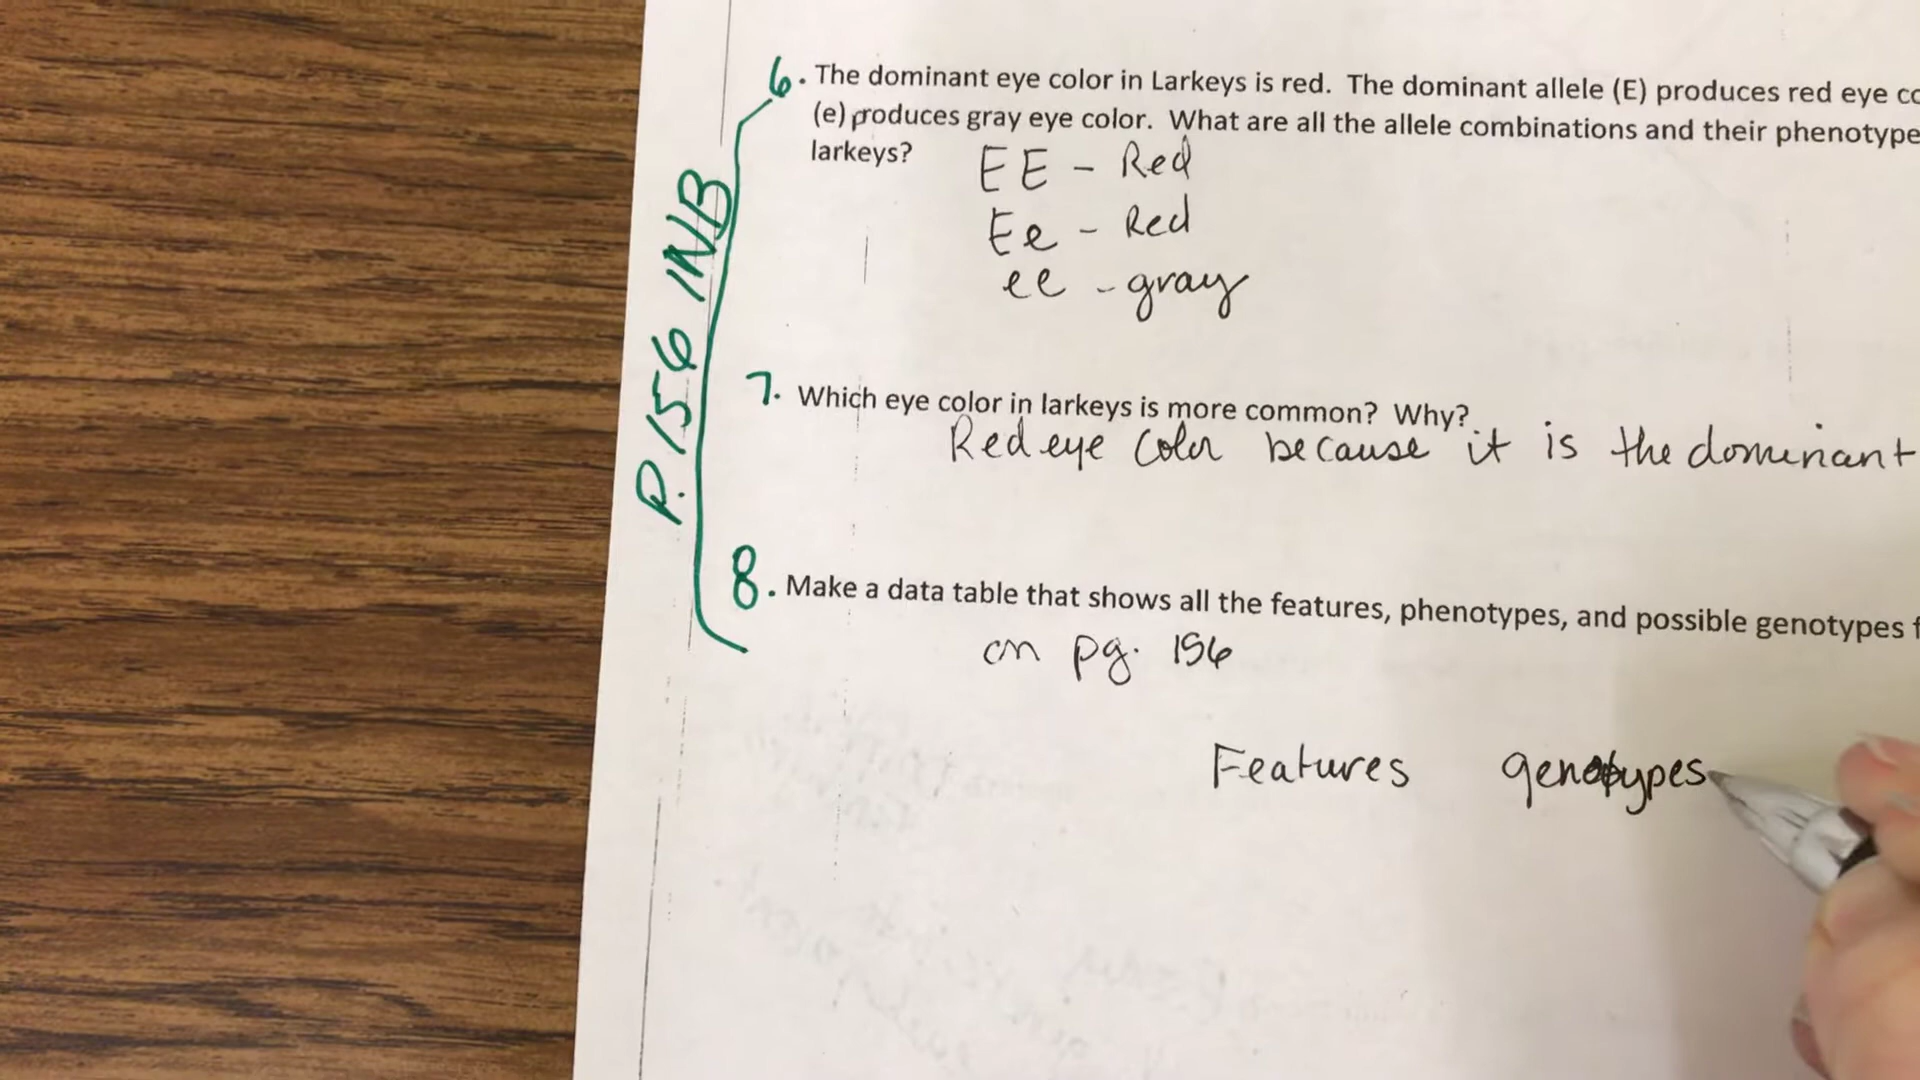 6. The dominant eye color in Larkeys is red. The dominant allele (E) produces red eye co
(e) produces gray eye color. What are all the allele combinations and their phenotype
larkeys?
EE - Red
Ee - Red
ee - gray
P. 156 INB
7. Which eye color in larkeys is more common? Why?
Red eye color because it is the dominant
8. Make a data table that shows all the features, phenotypes, and possible genotypes f
on pg. 156
Features genotypes